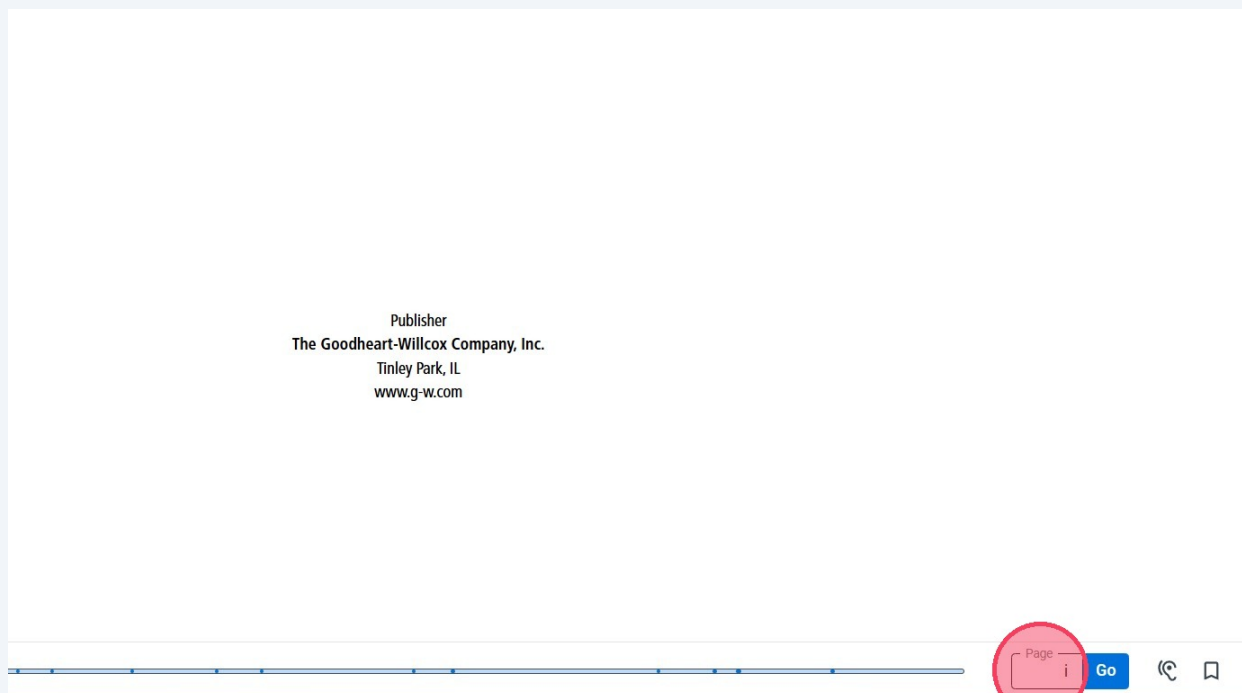 Publisher
The Goodheart-Willcox Company, Inc.
Tinley Park, IL
www.g-w.com
Page
i
Go